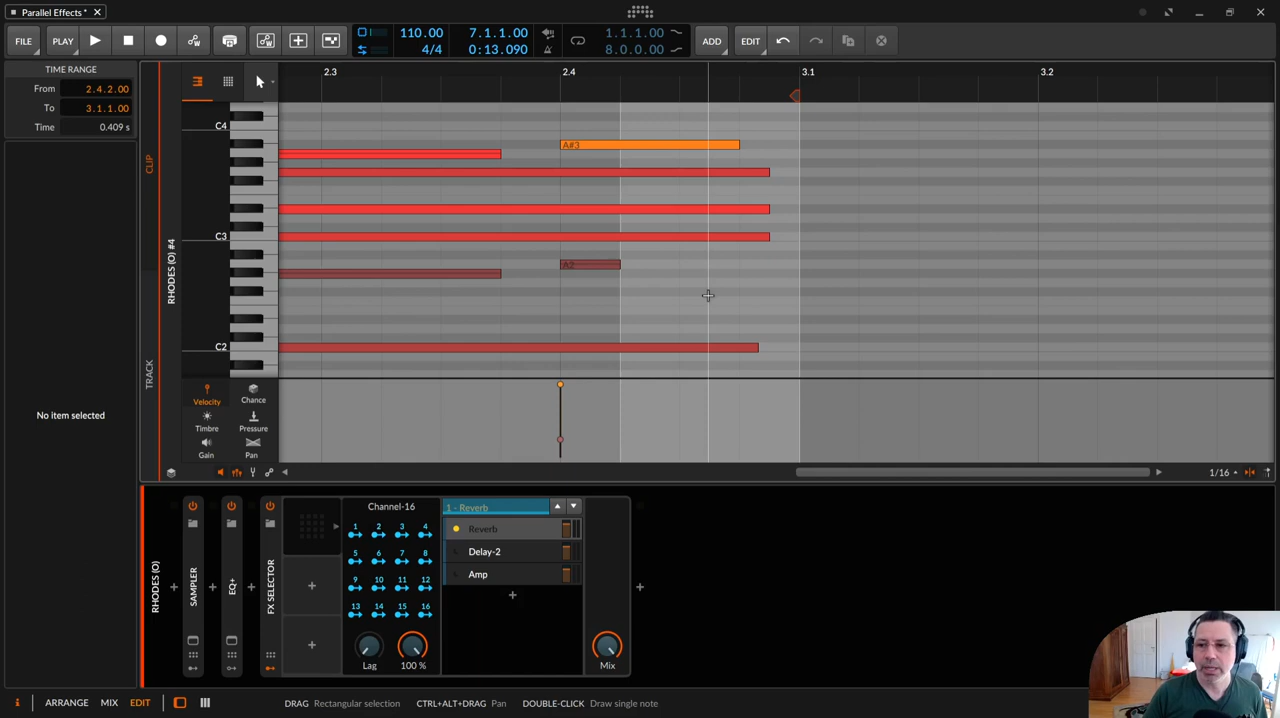 Parallel Effects *
FILE
PLAY
110.00
4/4
7.1.1.00
0:13.090
1.1.1.00
8.0.0.00
ADD
EDIT
TIME RANGE
From 2.4.2.00
To 3.1.1.00
Time 0.409 s
No item selected
CLIP
TRACK
RHODES (O) #4
2.3
2.4
3.1
3.2
C4
C3
C2
A#3
A2
Velocity
Chance
Timbre
Pressure
Gain
Pan
1/16
RHODES (O)
SAMPLER
EQ+
FX SELECTOR
Channel-16
1 2 3 4
5 6 7 8
9 10 11 12
13 14 15 16
Lag
100 %
1 - Reverb
Reverb
Delay-2
Amp
Mix
ARRANGE
MIX
EDIT
DRAG Rectangular selection
CTRL+ALT+DRAG Pan
DOUBLE-CLICK Draw single note